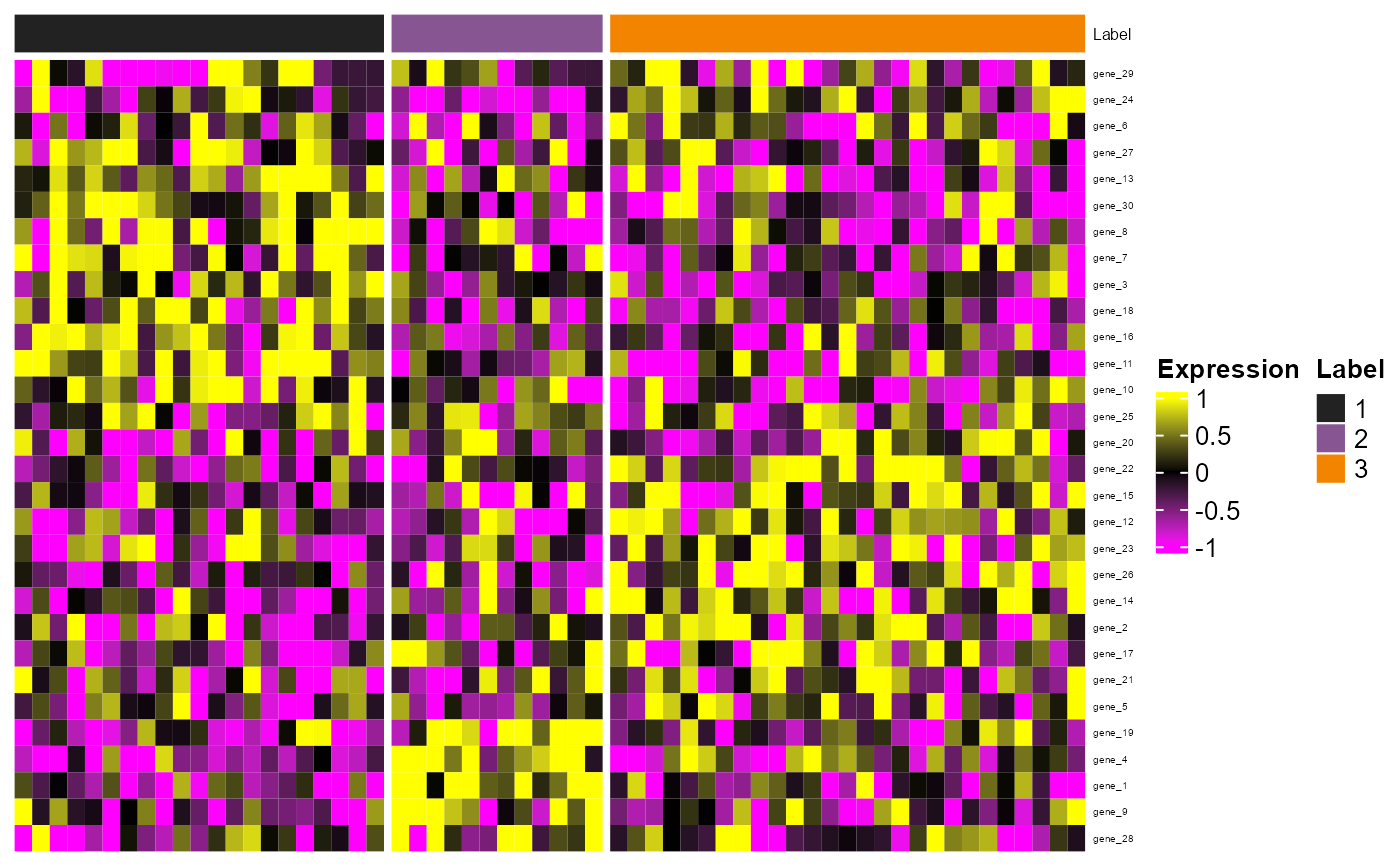 Label
gene_29
gene_24
gene_6
gene_27
gene_13
gene_30
gene_8
gene_7
gene_3
gene_18
gene_16
gene_11
gene_10
gene_25
gene_20
gene_22
gene_15
gene_12
gene_23
gene_26
gene_14
gene_2
gene_17
gene_21
gene_5
gene_19
gene_4
gene_1
gene_9
gene_28
Expression
1
0.5
0
-0.5
-1
Label
1
2
3